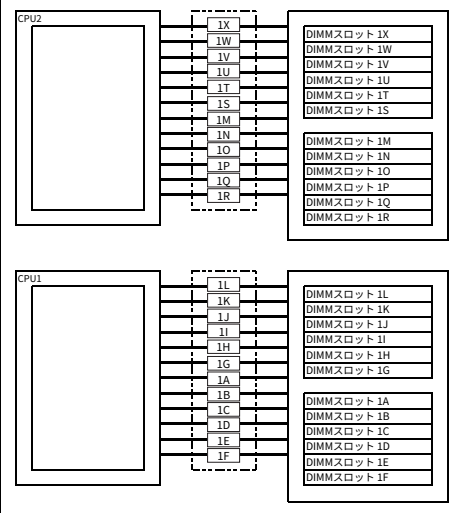 CPU2
1X
1W
1V
1U
1T
1S
1M
1N
1O
1P
1Q
1R
DIMMスロット 1X
DIMMスロット 1W
DIMMスロット 1V
DIMMスロット 1U
DIMMスロット 1T
DIMMスロット 1S
DIMMスロット 1M
DIMMスロット 1N
DIMMスロット 1O
DIMMスロット 1P
DIMMスロット 1Q
DIMMスロット 1R
CPU1
1L
1K
1J
1I
1H
1G
1A
1B
1C
1D
1E
1F
DIMMスロット 1L
DIMMスロット 1K
DIMMスロット 1J
DIMMスロット 1I
DIMMスロット 1H
DIMMスロット 1G
DIMMスロット 1A
DIMMスロット 1B
DIMMスロット 1C
DIMMスロット 1D
DIMMスロット 1E
DIMMスロット 1F